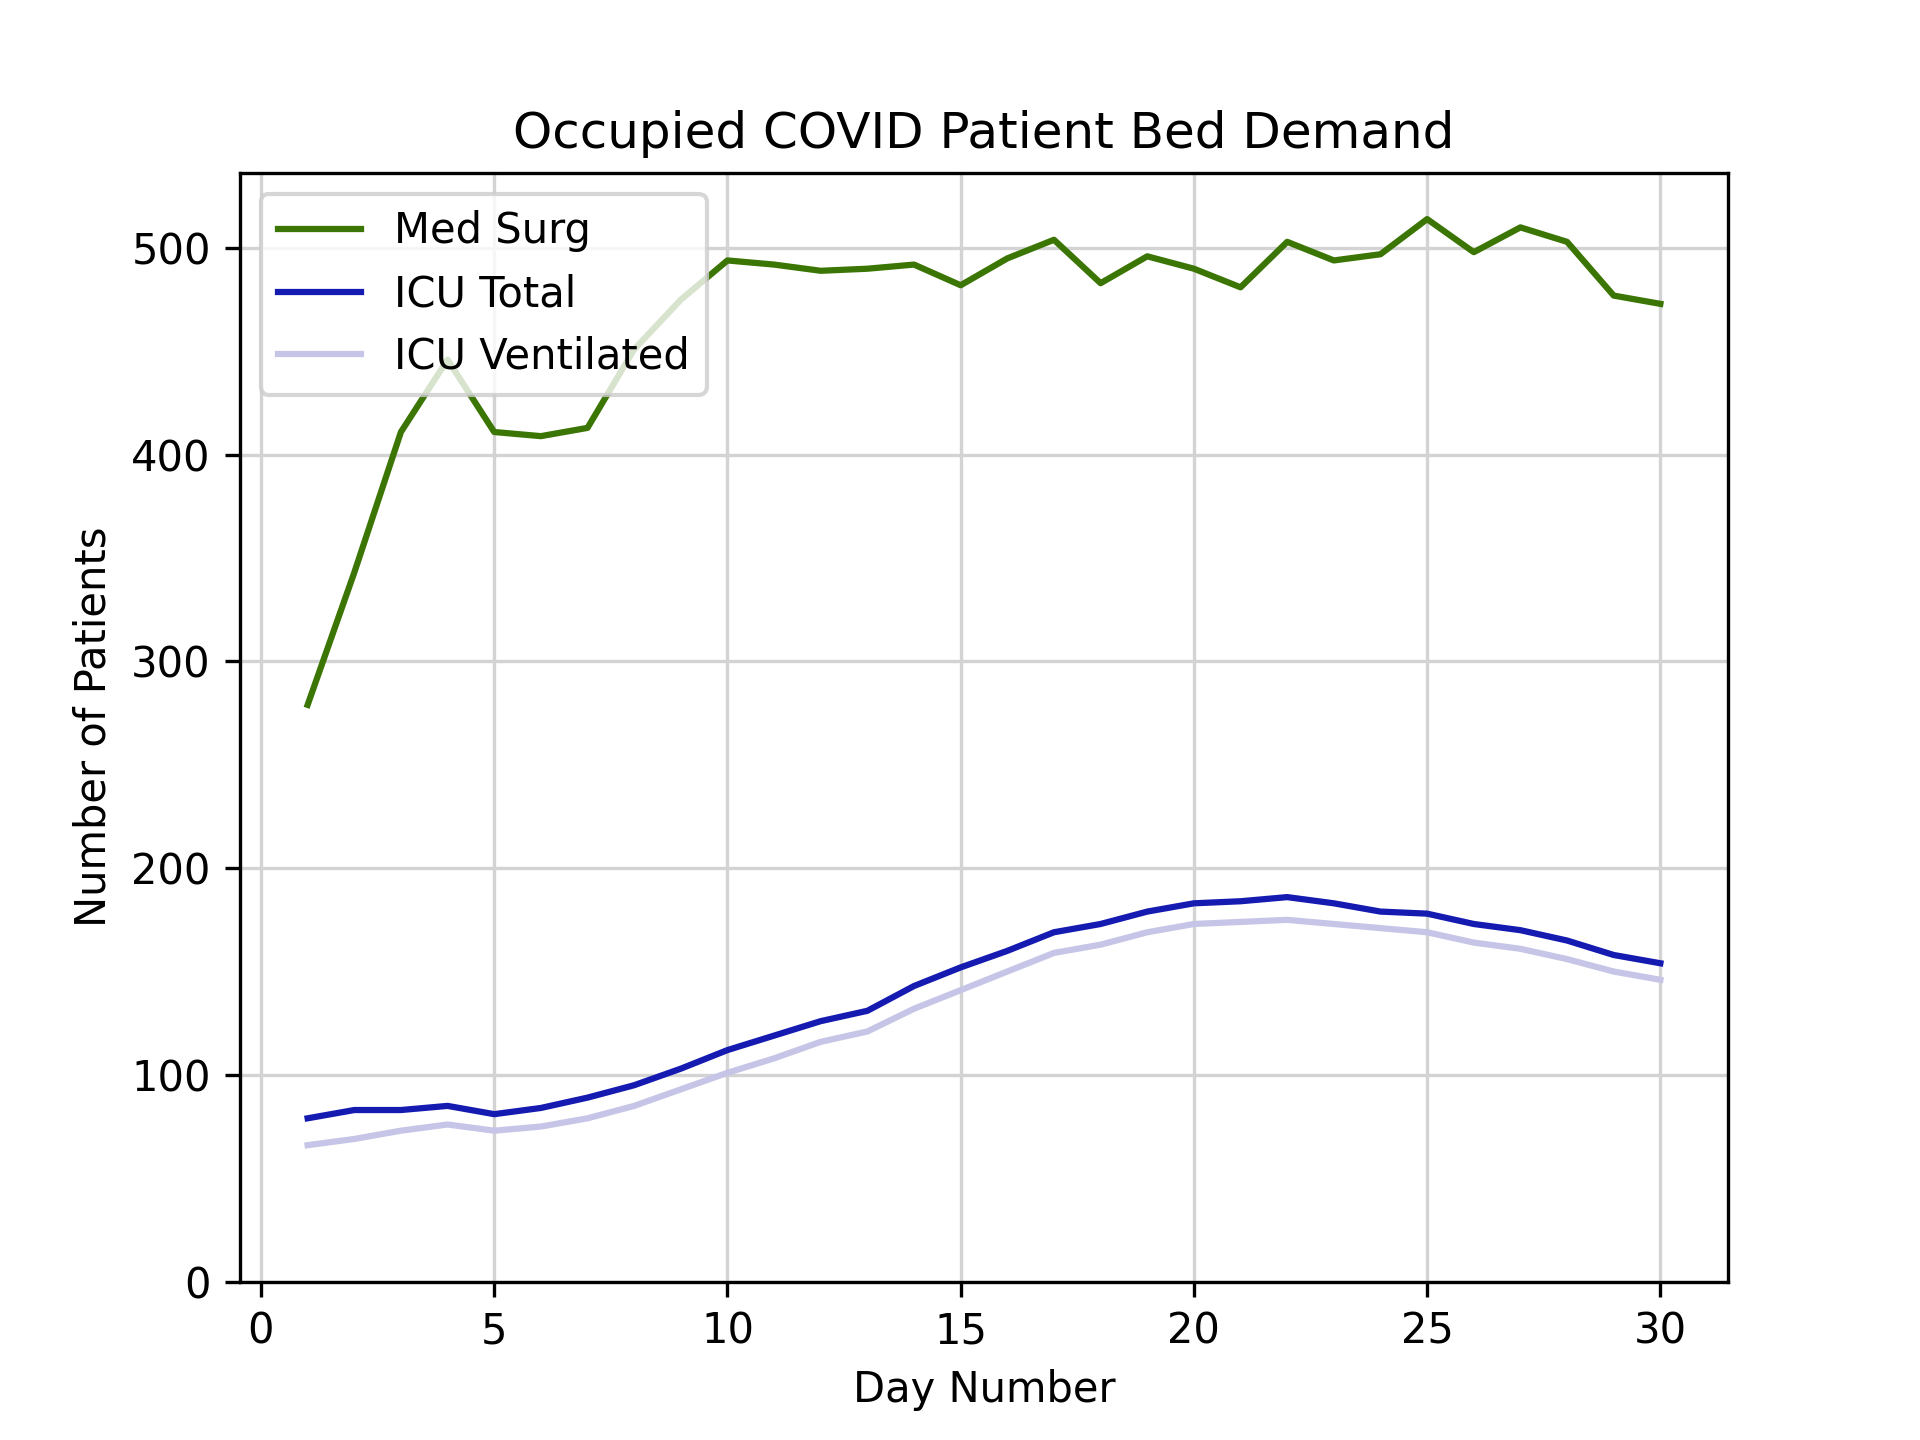 Occupied COVID Patient Bed Demand
Med Surg
ICU Total
ICU Ventilated
500
400
300
200
100
0
Number of Patients
0 5 10 15 20 25 30
Day Number